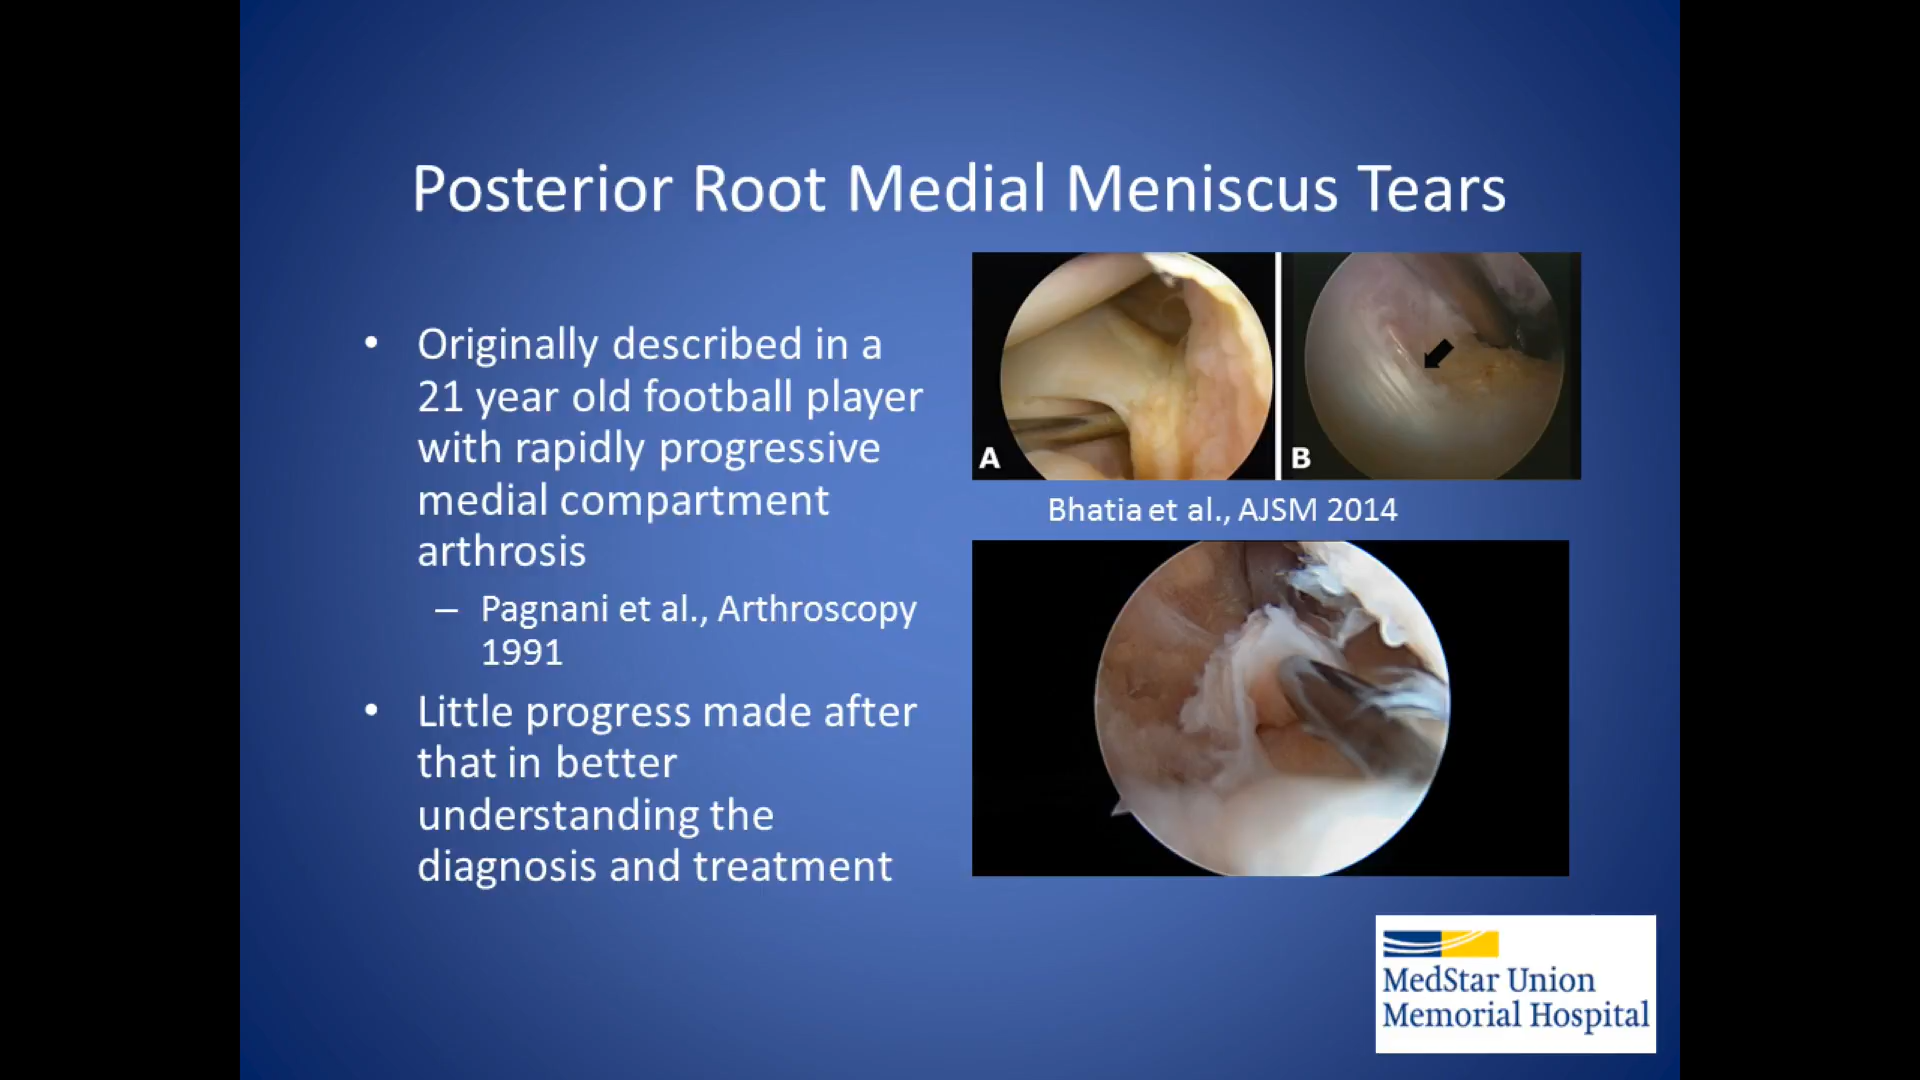 Posterior Root Medial Meniscus Tears
• Originally described in a
21 year old football player
with rapidly progressive
medial compartment
arthrosis
– Pagnani et al., Arthroscopy
1991
• Little progress made after
that in better
understanding the
diagnosis and treatment
A
B
Bhatia et al., AJSM 2014
MedStar Union
Memorial Hospital